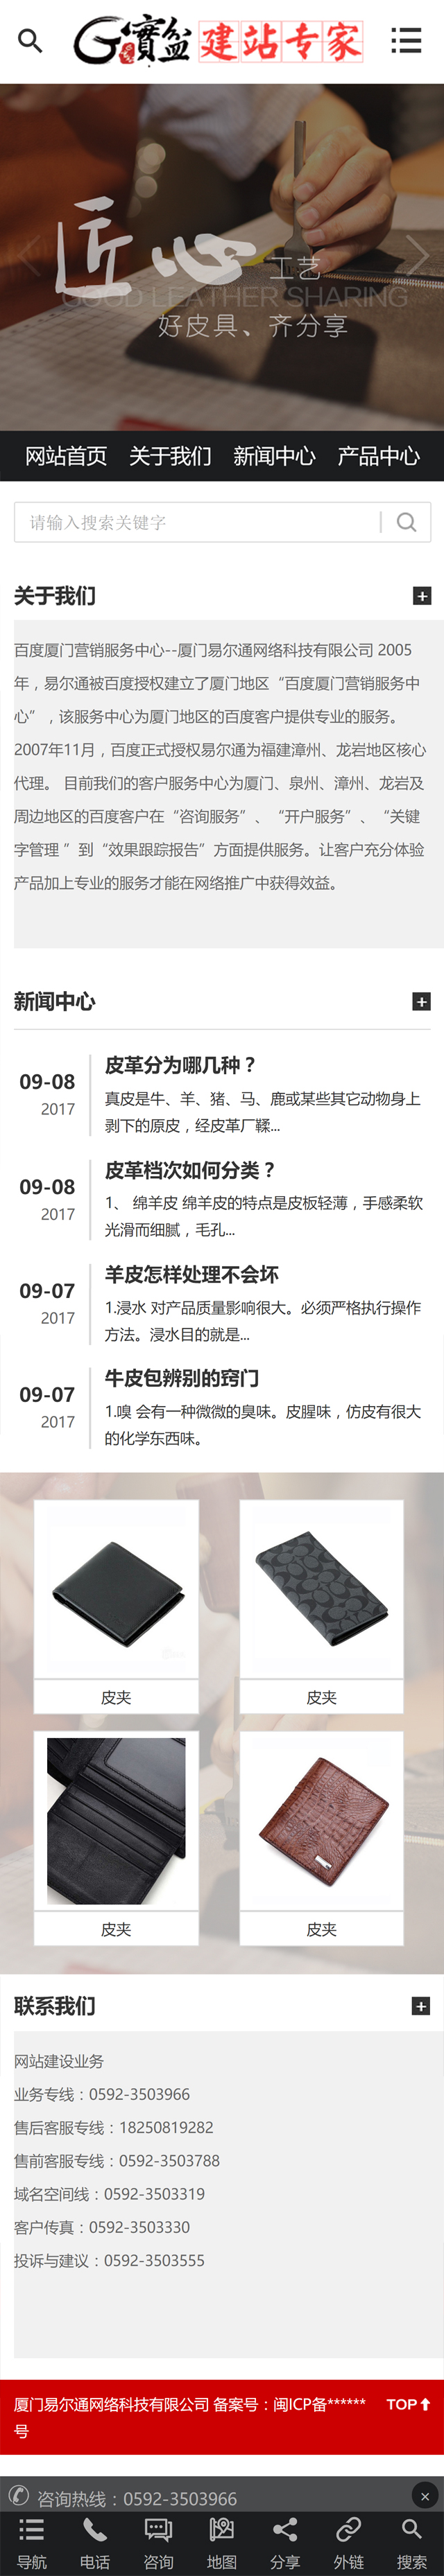 G寶盆 建站专家
匠心 工艺
GOOD LEATHER SHARING
好皮具、齐分享
网站首页 关于我们 新闻中心 产品中心
请输入搜索关键字
关于我们
百度厦门营销服务中心--厦门易尔通网络科技有限公司 2005
年，易尔通被百度授权建立了厦门地区“百度厦门营销服务中
心”，该服务中心为厦门地区的百度客户提供专业的服务。
2007年11月，百度正式授权易尔通为福建漳州、龙岩地区核心
代理。 目前我们的客户服务中心为厦门、泉州、漳州、龙岩及
周边地区的百度客户在“咨询服务”、“开户服务”、“关键
字管理 ”到“效果跟踪报告”方面提供服务。让客户充分体验
产品加上专业的服务才能在网络推广中获得效益。
新闻中心
09-08
2017
皮革分为哪几种？
真皮是牛、羊、猪、马、鹿或某些其它动物身上
剥下的原皮，经皮革厂鞣...
09-08
2017
皮革档次如何分类？
1、 绵羊皮 绵羊皮的特点是皮板轻薄，手感柔软
光滑而细腻，毛孔...
09-07
2017
羊皮怎样处理不会坏
1.浸水 对产品质量影响很大。必须严格执行操作
方法。浸水目的就是...
09-07
2017
牛皮包辨别的窍门
1.嗅 会有一种微微的臭味。皮腥味，仿皮有很大
的化学东西味。
皮夹 皮夹
皮夹 皮夹
联系我们
网站建设业务
业务专线：0592-3503966
售后客服专线：18250819282
售前客服专线：0592-3503788
域名空间线：0592-3503319
客户传真：0592-3503330
投诉与建议：0592-3503555
厦门易尔通网络科技有限公司 备案号：闽ICP备****** TOP
号
咨询热线：0592-3503966
导航 电话 咨询 地图 分享 外链 搜索